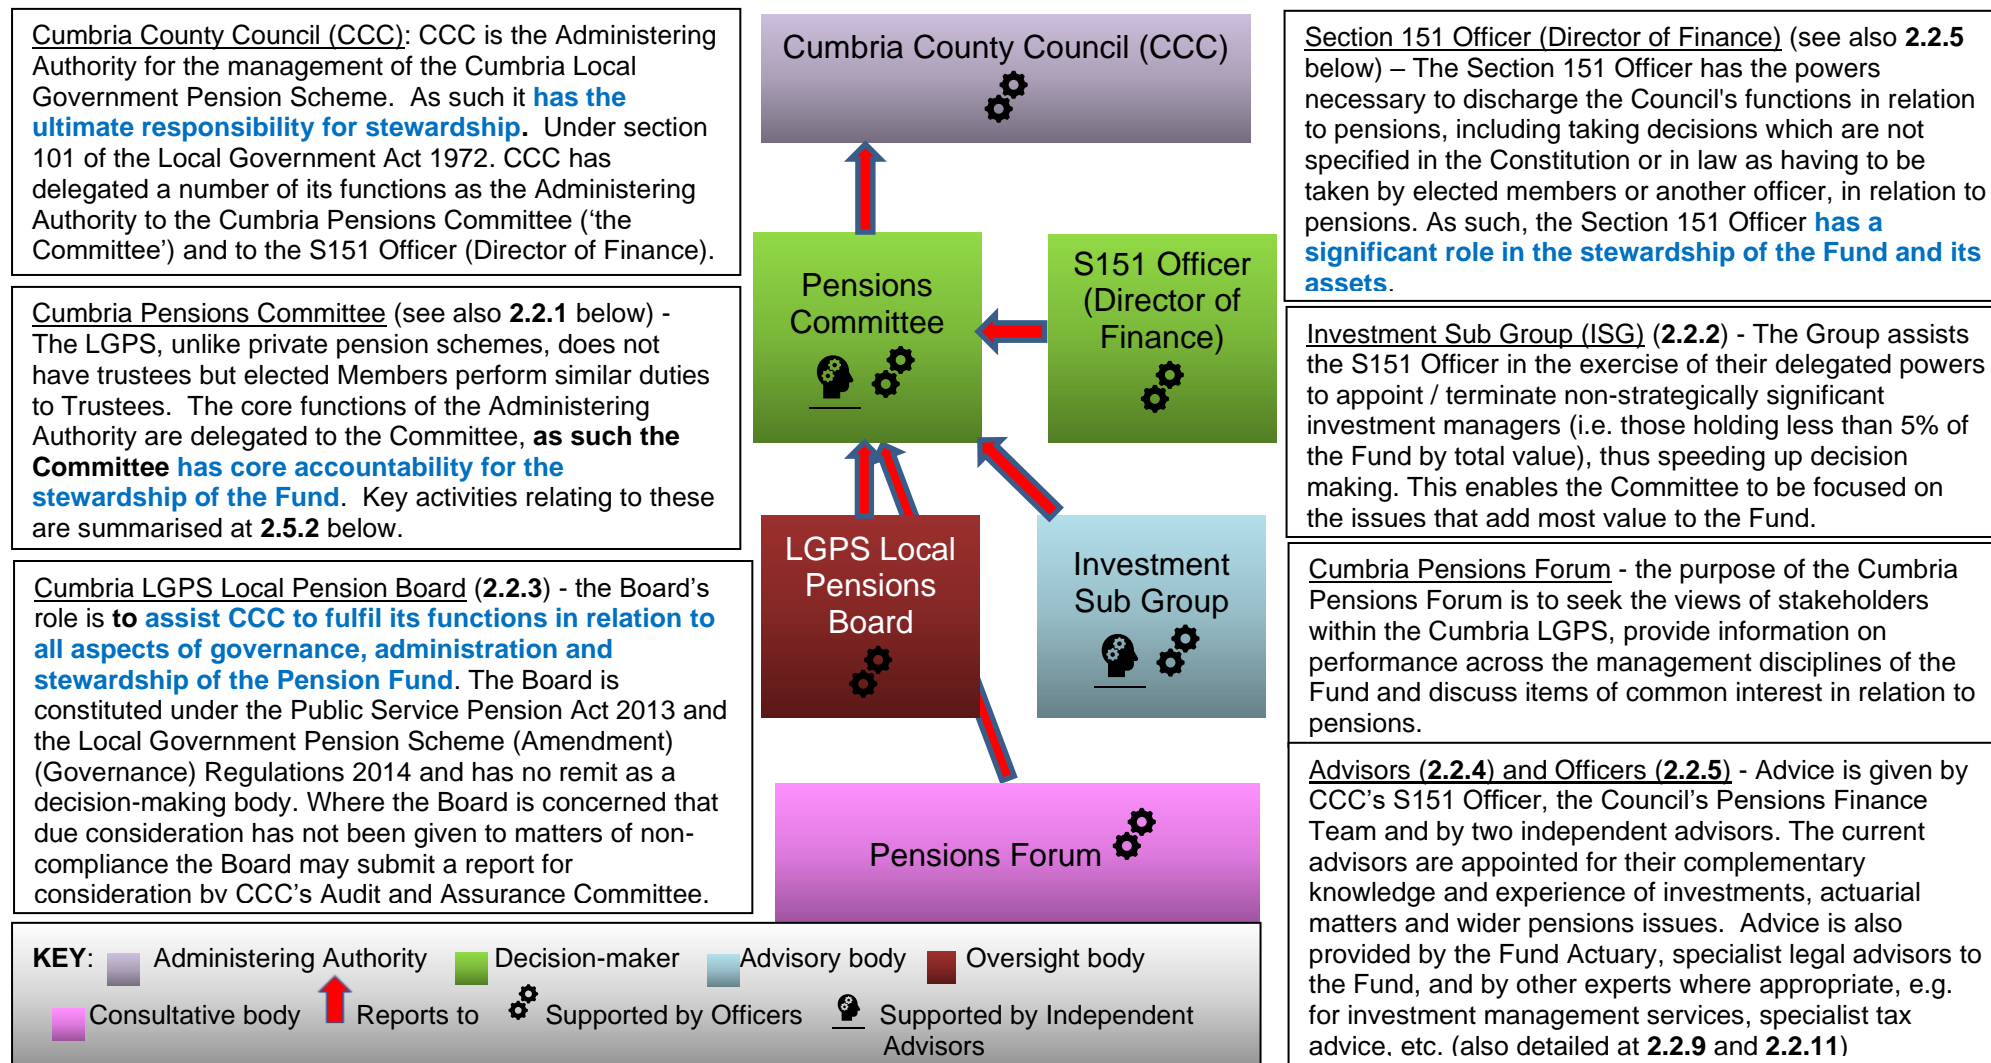 Cumbria County Council (CCC): CCC is the Administering
Authority for the management of the Cumbria Local
Government Pension Scheme. As such it has the
ultimate responsibility for stewardship. Under section
101 of the Local Government Act 1972. CCC has
delegated a number of its functions as the Administering
Authority to the Cumbria Pensions Committee (‘the
Committee’) and to the S151 Officer (Director of Finance).
Cumbria Pensions Committee (see also 2.2.1 below) -
The LGPS, unlike private pension schemes, does not
have trustees but elected Members perform similar duties
to Trustees. The core functions of the Administering
Authority are delegated to the Committee, as such the
Committee has core accountability for the
stewardship of the Fund. Key activities relating to these
are summarised at 2.5.2 below.
Cumbria LGPS Local Pension Board (2.2.3) - the Board’s
role is to assist CCC to fulfil its functions in relation to
all aspects of governance, administration and
stewardship of the Pension Fund. The Board is
constituted under the Public Service Pension Act 2013 and
the Local Government Pension Scheme (Amendment)
(Governance) Regulations 2014 and has no remit as a
decision-making body. Where the Board is concerned that
due consideration has not been given to matters of non-
compliance the Board may submit a report for
consideration by CCC’s Audit and Assurance Committee.
Cumbria County Council (CCC)
Pensions
Committee
S151 Officer
(Director of
Finance)
LGPS Local
Pensions
Board
Investment
Sub Group
Pensions Forum
Section 151 Officer (Director of Finance) (see also 2.2.5
below) – The Section 151 Officer has the powers
necessary to discharge the Council's functions in relation
to pensions, including taking decisions which are not
specified in the Constitution or in law as having to be
taken by elected members or another officer, in relation to
pensions. As such, the Section 151 Officer has a
significant role in the stewardship of the Fund and its
assets.
Investment Sub Group (ISG) (2.2.2) - The Group assists
the S151 Officer in the exercise of their delegated powers
to appoint / terminate non-strategically significant
investment managers (i.e. those holding less than 5% of
the Fund by total value), thus speeding up decision
making. This enables the Committee to be focused on
the issues that add most value to the Fund.
Cumbria Pensions Forum - the purpose of the Cumbria
Pensions Forum is to seek the views of stakeholders
within the Cumbria LGPS, provide information on
performance across the management disciplines of the
Fund and discuss items of common interest in relation to
pensions.
Advisors (2.2.4) and Officers (2.2.5) - Advice is given by
CCC’s S151 Officer, the Council’s Pensions Finance
Team and by two independent advisors. The current
advisors are appointed for their complementary
knowledge and experience of investments, actuarial
matters and wider pensions issues. Advice is also
provided by the Fund Actuary, specialist legal advisors to
the Fund, and by other experts where appropriate, e.g.
for investment management services, specialist tax
advice, etc. (also detailed at 2.2.9 and 2.2.11)
KEY: Administering Authority Decision-maker Advisory body Oversight body
Consultative body Reports to Supported by Officers Supported by Independent
Advisors